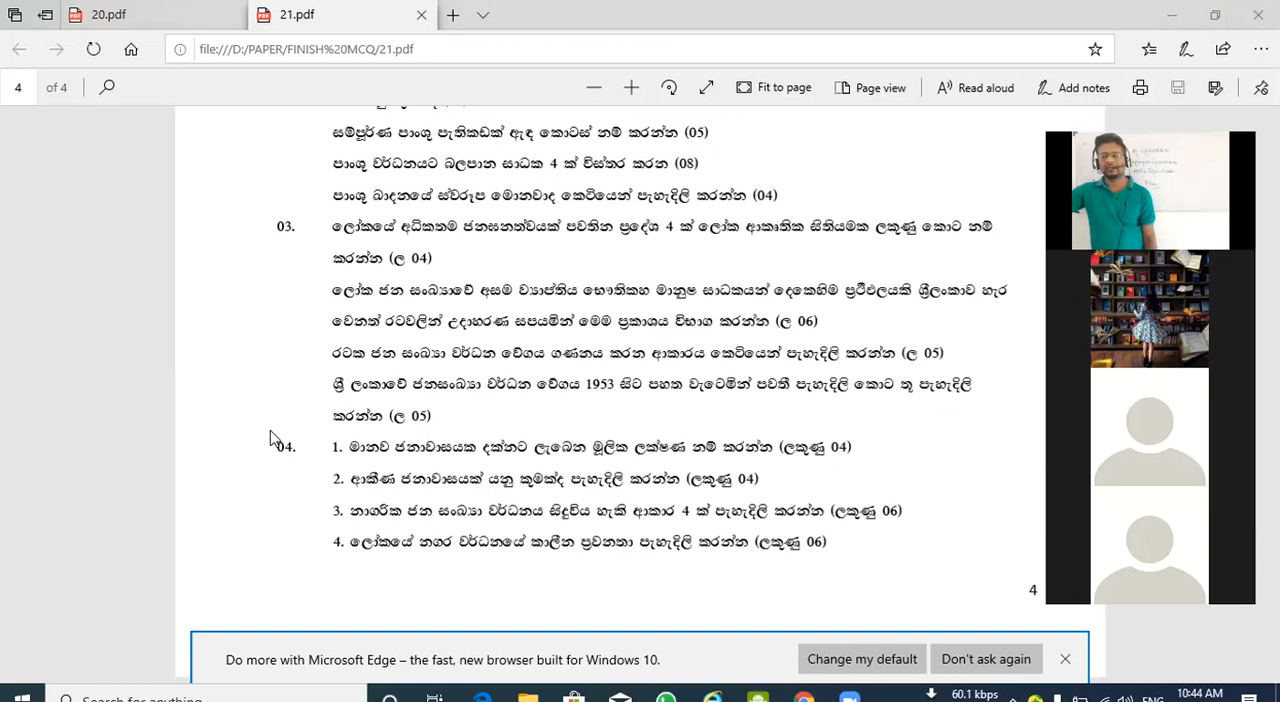 20.pdf
21.pdf
file:///D:/PAPER/FINISH%20MCQ/21.pdf
4 of 4 Fit to page Page view Read aloud Add notes
සම්පූර්ණ පාංශු පැතිකඩක් ඇඳ කොටස් නම් කරන්න (05)
පාංශු වර්ධනයට බලපාන සාධක 4 ක් විස්තර කරන (08)
පාංශු ඛාදනයේ ස්වරූප මොනවාද කෙටියෙන් පැහැදිලි කරන්න (04)
03. ලෝකයේ අධිකතම ජනඝනත්වයක් පවතින ප්‍රදේශ 4 ක් ලෝක ආකෘතික සිතියමක ලකුණු කොට නම්
කරන්න (ල 04)
ලෝක ජන සංඛ්‍යාවේ අසම ව්‍යාප්තිය භෞතිකහ මානුෂ සාධකයන් දෙකෙහිම ප්‍රථිඵලයකි ශ්‍රීලංකාව හැර
වෙනත් රටවලින් උදාහරණ සපයමින් මෙම ප්‍රකාශය විභාග කරන්න (ල 06)
රටක ජන සංඛ්‍යා වර්ධන වේගය ගණනය කරන ආකාරය කෙටියෙන් පැහැදිලි කරන්න (ල 05)
ශ්‍රී ලංකාවේ ජනසංඛ්‍යා වර්ධන වේගය 1953 සිට පහත වැටෙමින් පවතී පැහැදිලි කොට තූ පැහැදිලි
කරන්න (ල 05)
04. 1. මානව ජනාවාසයක දක්නට ලැබෙන මූලික ලක්ෂණ නම් කරන්න (ලකුණු 04)
2. ආකීණ ජනාවාසයක් යනු කුමක්ද පැහැදිලි කරන්න (ලකුණු 04)
3. නාගරික ජන සංඛ්‍යා වර්ධනය සිදුවිය හැකි ආකාර 4 ක් පැහැදිලි කරන්න (ලකුණු 06)
4. ලෝකයේ නගර වර්ධනයේ කාලීන ප්‍රවනතා පැහැදිලි කරන්න (ලකුණු 06)
4
Do more with Microsoft Edge – the fast, new browser built for Windows 10. Change my default Don't ask again
Search for anything 60.1 kbps ENG 10:44 AM